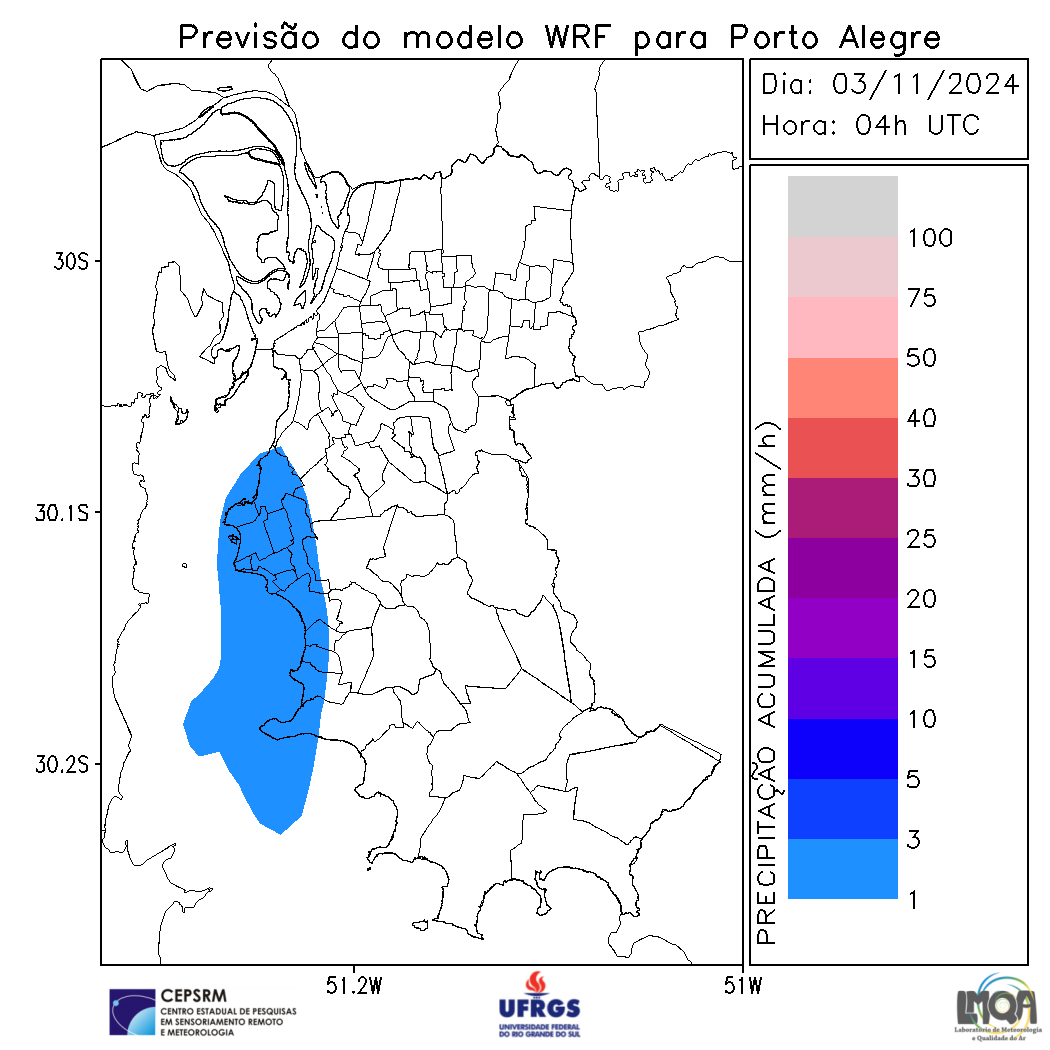 Previsão do modelo WRF para Porto Alegre
Dia: 03/11/2024
Hora: 04h UTC
30S
30.1S
30.2S
51.2W
51W
PRECIPITAÇÃO ACUMULADA (mm/h)
100
75
50
40
30
25
20
15
10
5
3
1
CEPSRM
CENTRO ESTADUAL DE PESQUISAS
EM SENSORIAMENTO REMOTO
E METEOROLOGIA
UFRGS
UNIVERSIDADE FEDERAL
DO RIO GRANDE DO SUL
LMQA
Laboratório de Meteorologia
e Qualidade do Ar